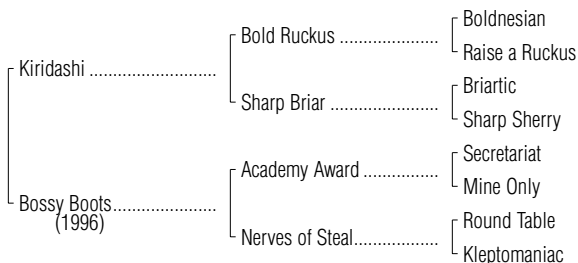 Boldnesian
Bold Ruckus ......................
Raise a Ruckus
Kiridashi ............................
Briartic
Sharp Briar ........................
Sharp Sherry
Secretariat
Academy Award .................
Mine Only
Bossy Boots.......................
(1996)
Round Table
Nerves of Steal...................
Kleptomaniac